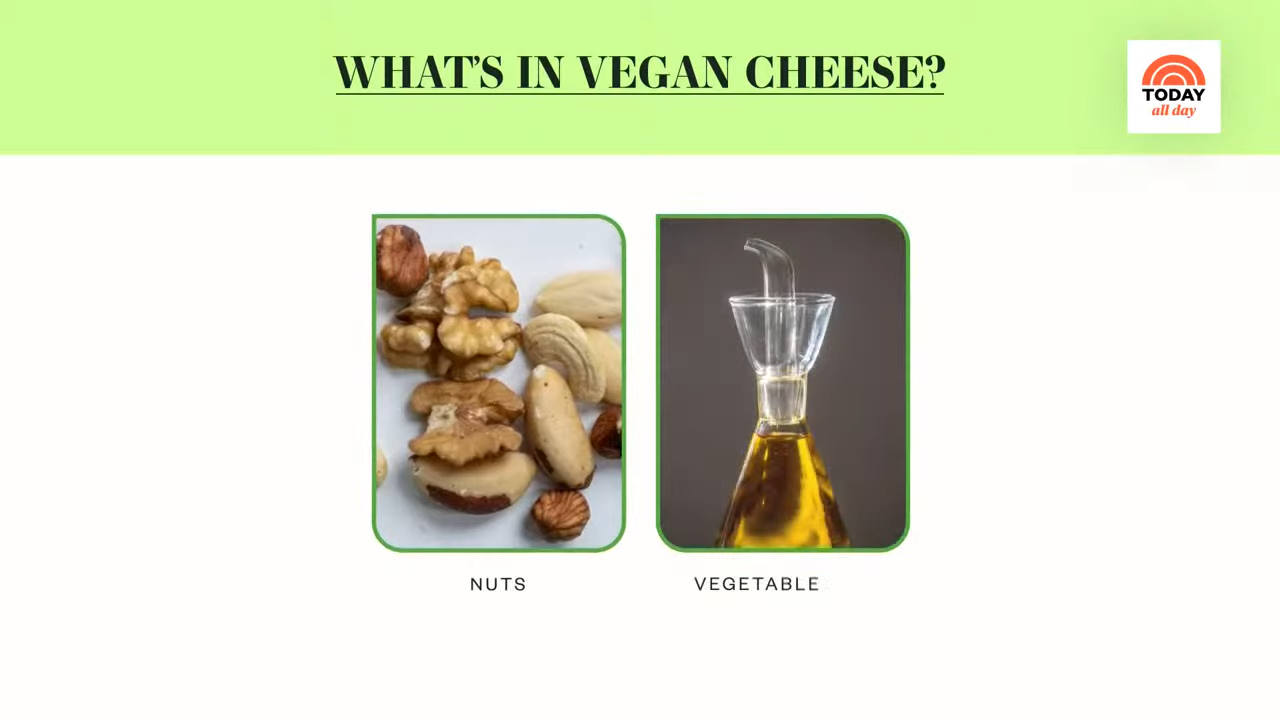 WHAT'S IN VEGAN CHEESE?
TODAY
all day
NUTS
VEGETABLE